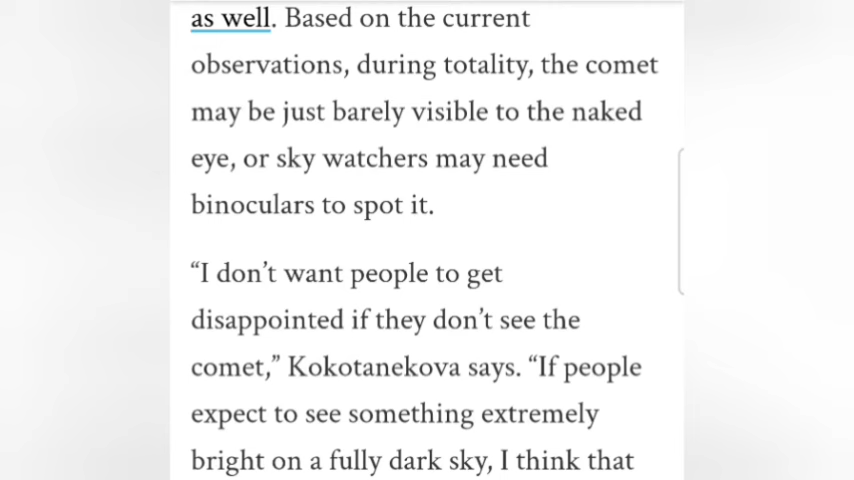 as well. Based on the current
observations, during totality, the comet
may be just barely visible to the naked
eye, or sky watchers may need
binoculars to spot it.
“I don’t want people to get
disappointed if they don’t see the
comet,” Kokotanekova says. “If people
expect to see something extremely
bright on a fully dark sky, I think that